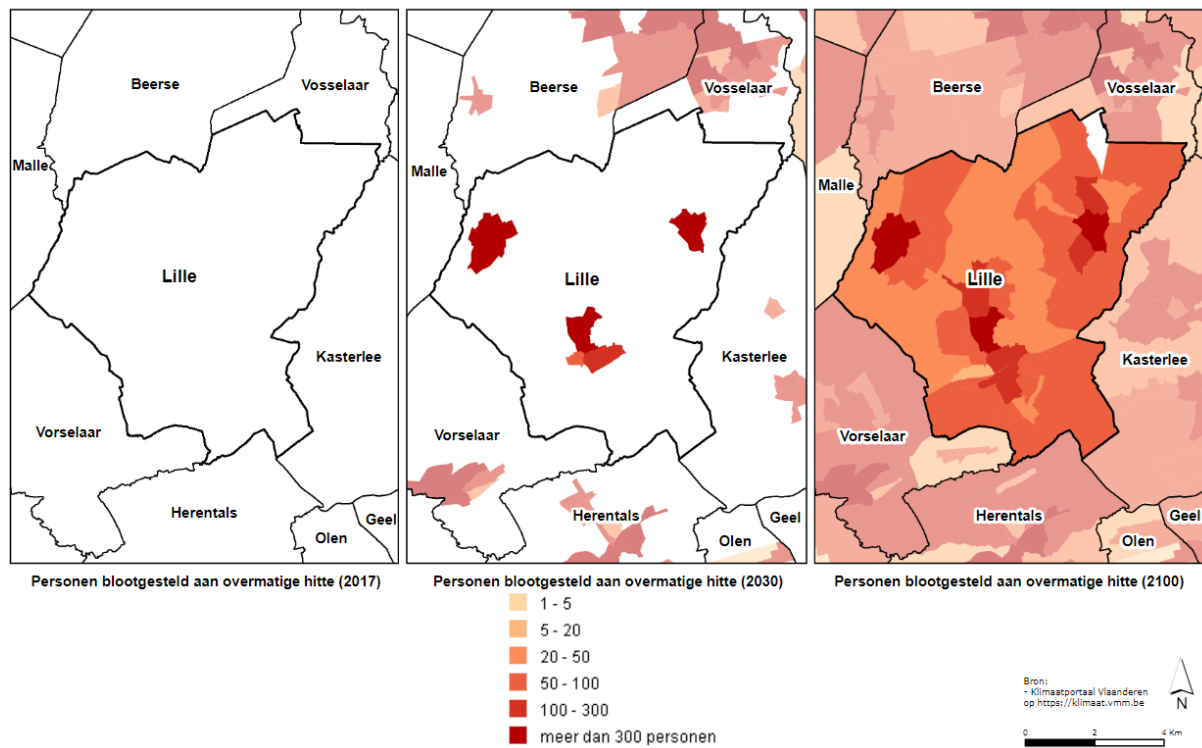 Beerse
Vosselaar
Malle
Lille
Kasterlee
Vorselaar
Herentals
Geel
Olen
Personen blootgesteld aan overmatige hitte (2017)
Beerse
Vosselaar
Malle
Lille
Kasterlee
Vorselaar
Herentals
Geel
Olen
Personen blootgesteld aan overmatige hitte (2030)
Beerse
Vosselaar
Malle
Lille
Kasterlee
Vorselaar
Herentals
Geel
Olen
Personen blootgesteld aan overmatige hitte (2100)
1 - 5
5 - 20
20 - 50
50 - 100
100 - 300
meer dan 300 personen
Bron:
- Klimaatportaal Vlaanderen
op https://klimaat.vmm.be
N
0 2 4 Km